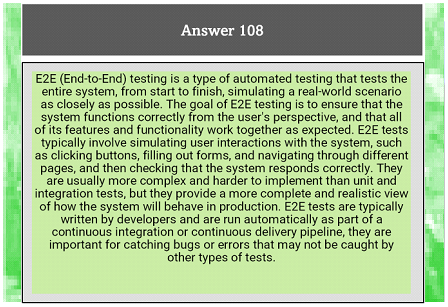 Answer 108
E2E (End-to-End) testing is a type of automated testing that tests the
entire system, from start to finish, simulating a real-world scenario
as closely as possible. The goal of E2E testing is to ensure that the
system functions correctly from the user's perspective, and that all
of its features and functionality work together as expected. E2E tests
typically involve simulating user interactions with the system, such
as clicking buttons, filling out forms, and navigating through different
pages, and then checking that the system responds correctly. They
are usually more complex and harder to implement than unit and
integration tests, but they provide a more complete and realistic view
of how the system will behave in production. E2E tests are typically
written by developers and are run automatically as part of a
continuous integration or continuous delivery pipeline, they are
important for catching bugs or errors that may not be caught by
other types of tests.